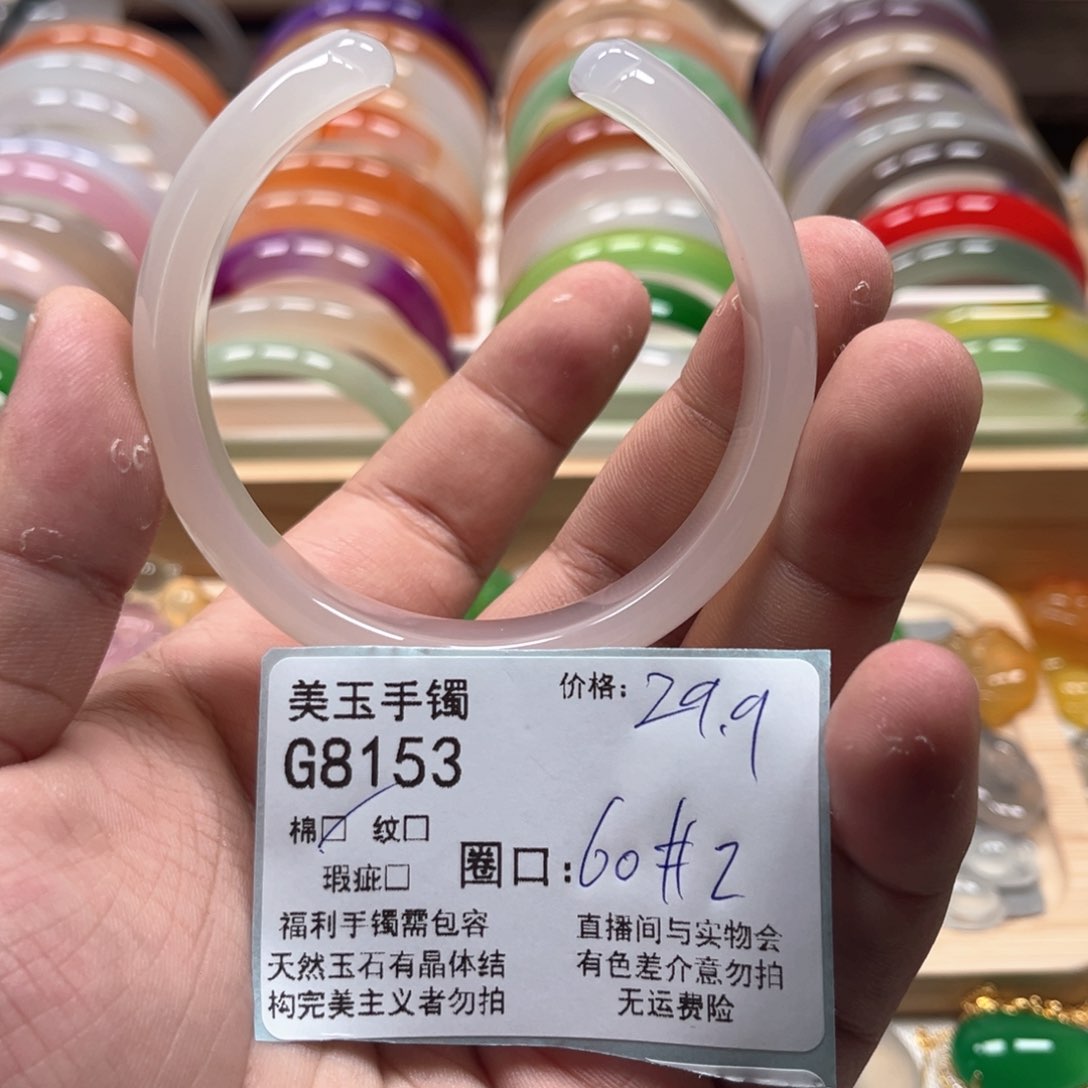 美玉手镯
价格: 29.9
G8153
棉☑ 纹☐
瑕疵☐
圈口: 60#2
福利手镯需包容
天然玉石有晶体结
构完美主义者勿拍
直播间与实物会
有色差介意勿拍
无运费险